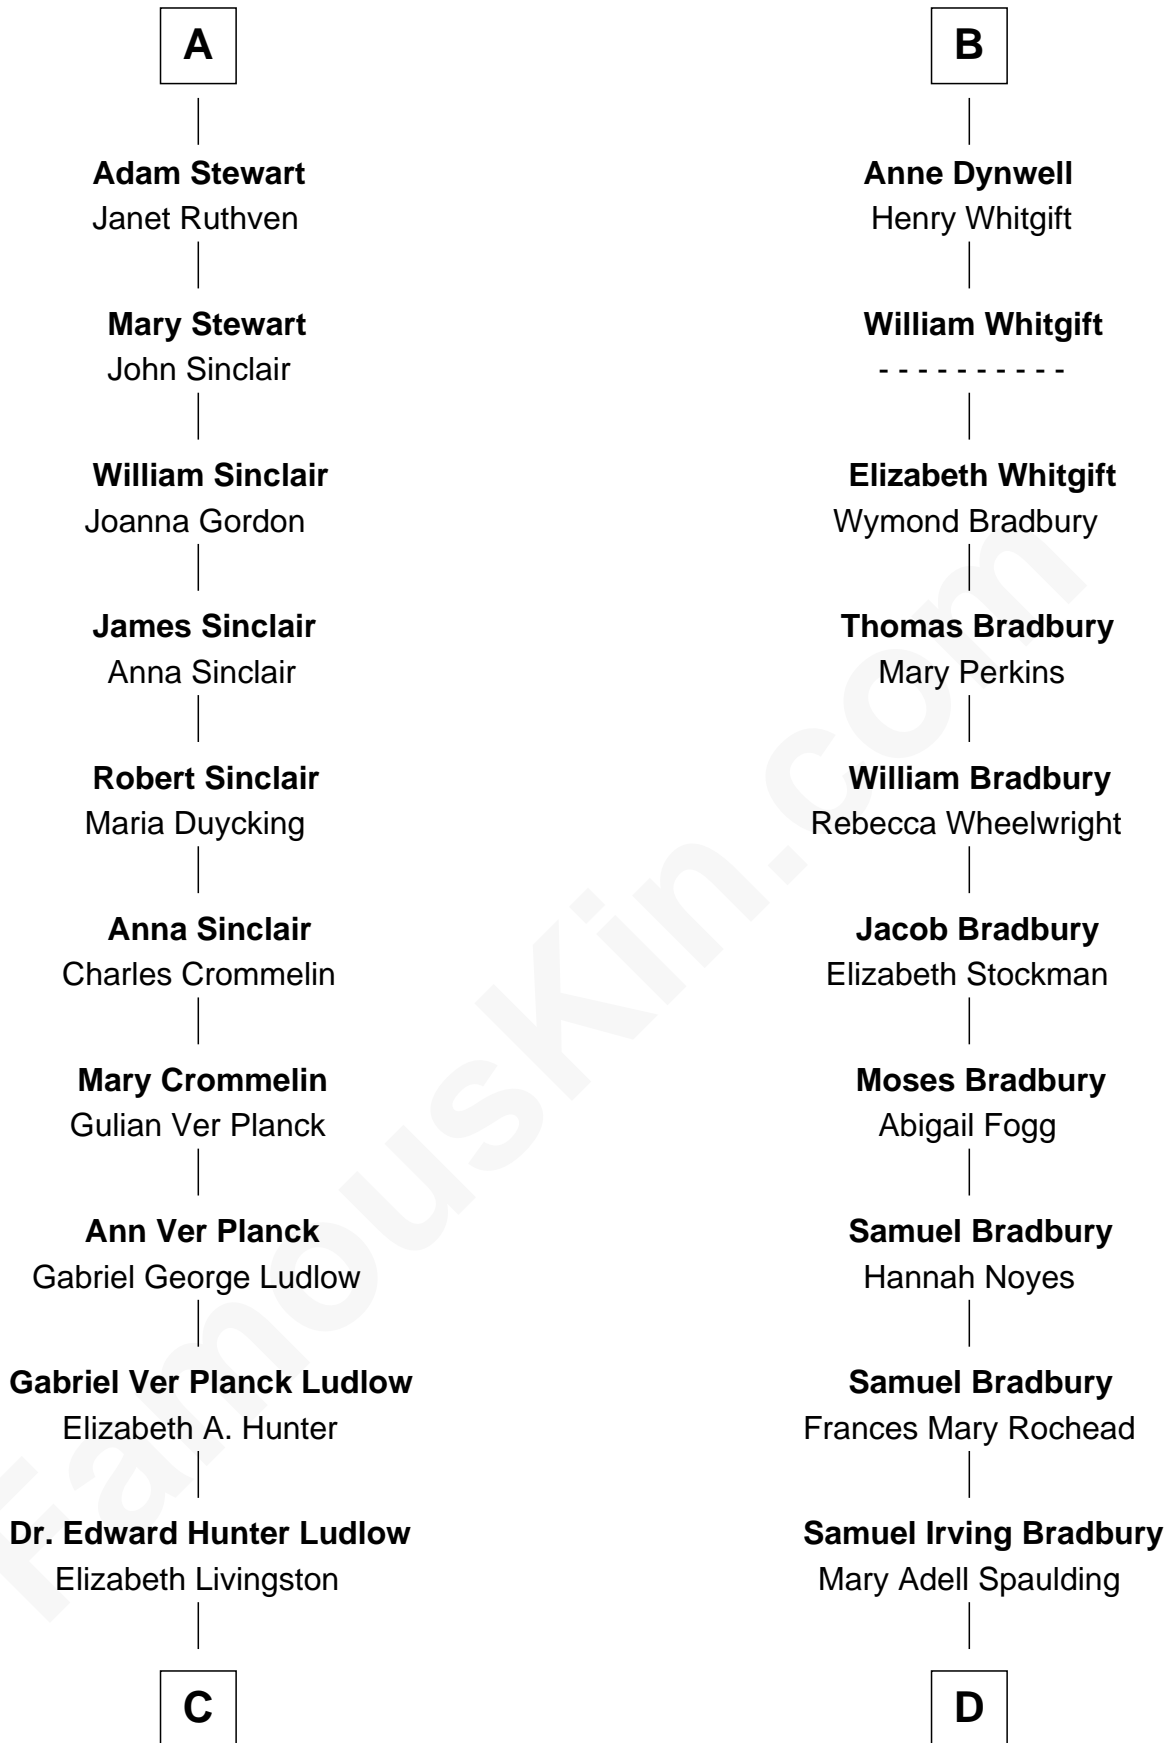 A
Adam Stewart
Janet Ruthven
Mary Stewart
John Sinclair
William Sinclair
Joanna Gordon
James Sinclair
Anna Sinclair
Robert Sinclair
Maria Duycking
Anna Sinclair
Charles Crommelin
Mary Crommelin
Gulian Ver Planck
Ann Ver Planck
Gabriel George Ludlow
Gabriel Ver Planck Ludlow
Elizabeth A. Hunter
Dr. Edward Hunter Ludlow
Elizabeth Livingston
C
B
Anne Dynwell
Henry Whitgift
William Whitgift
- - - - - - - - - -
Elizabeth Whitgift
Wymond Bradbury
Thomas Bradbury
Mary Perkins
William Bradbury
Rebecca Wheelwright
Jacob Bradbury
Elizabeth Stockman
Moses Bradbury
Abigail Fogg
Samuel Bradbury
Hannah Noyes
Samuel Bradbury
Frances Mary Rochead
Samuel Irving Bradbury
Mary Adell Spaulding
D
FamousKin.com